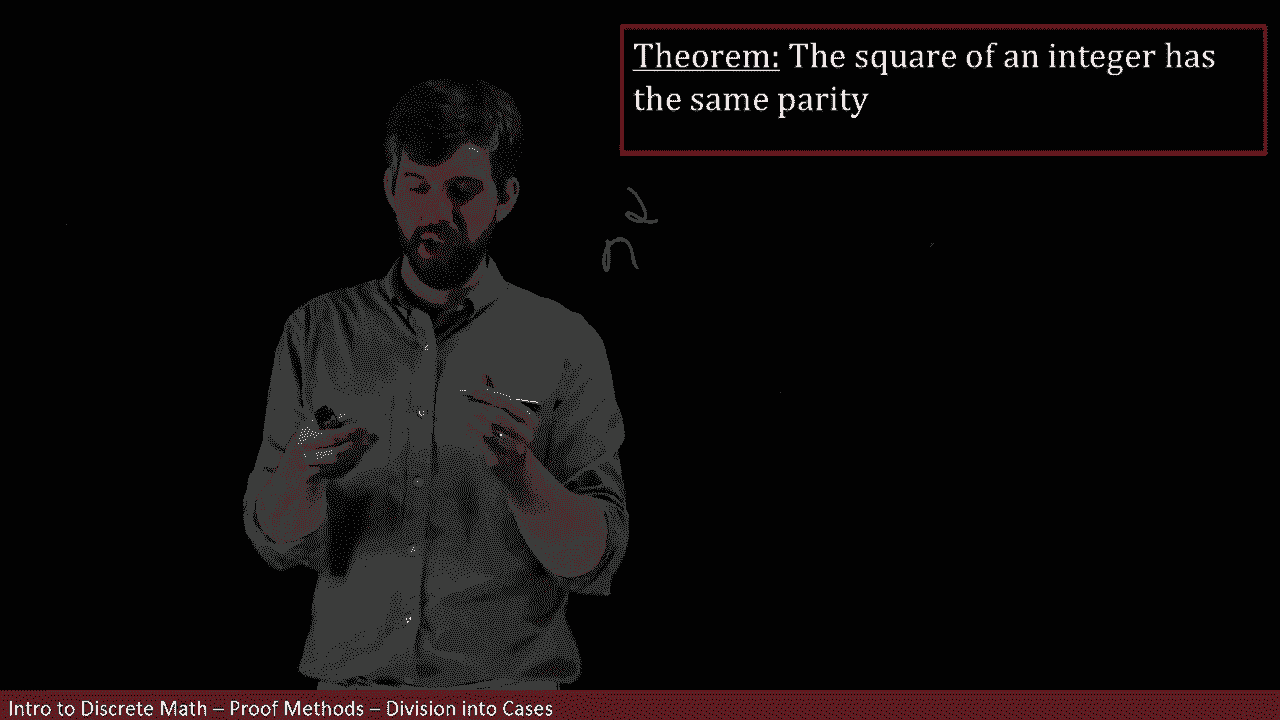 Theorem: The square of an integer has
the same parity
n²
Intro to Discrete Math – Proof Methods – Division into Cases